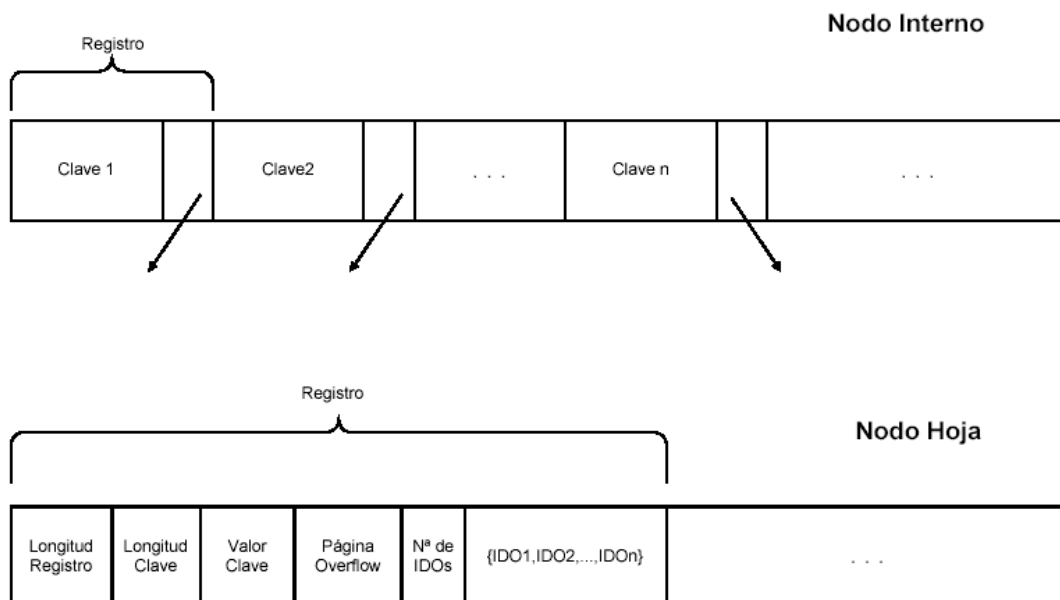 Nodo Interno
Registro
Clave 1
Clave2
. . .
Clave n
. . .
Registro
Nodo Hoja
Longitud
Registro
Longitud
Clave
Valor
Clave
Página
Overflow
Nª de
IDOs
{IDO1,IDO2,...,IDOn}
. . .